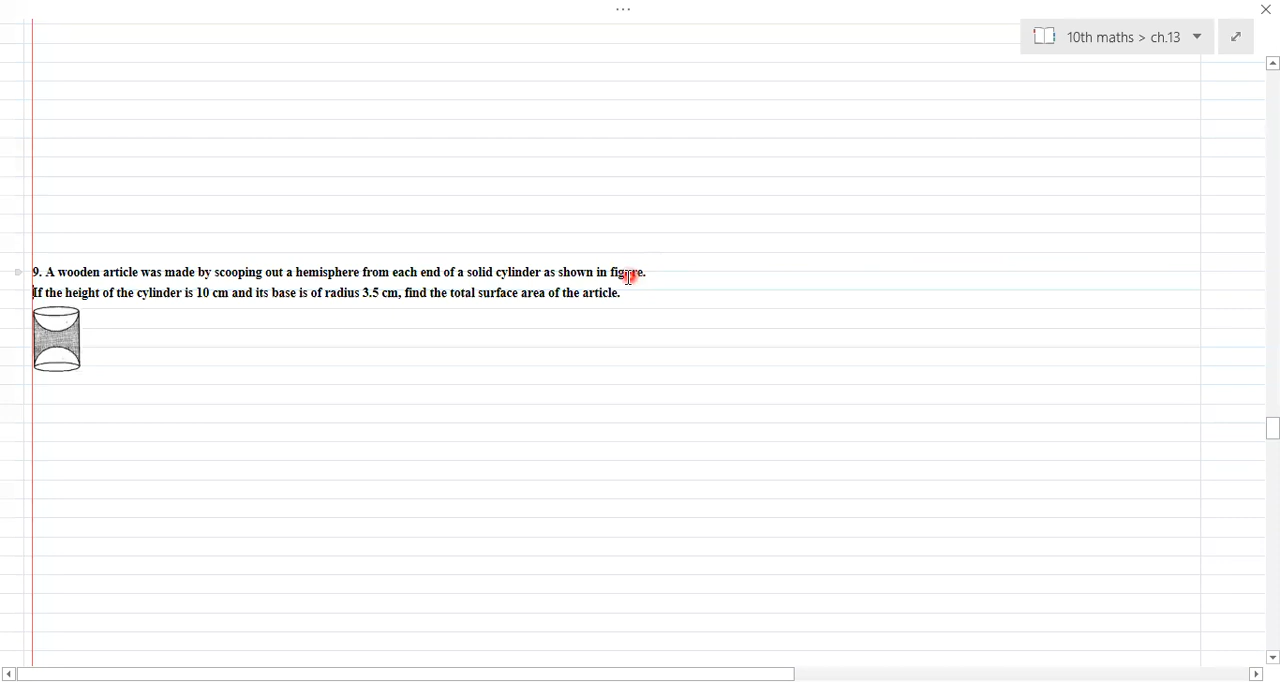 ...
10th maths > ch.13
9. A wooden article was made by scooping out a hemisphere from each end of a solid cylinder as shown in figure.
If the height of the cylinder is 10 cm and its base is of radius 3.5 cm, find the total surface area of the article.